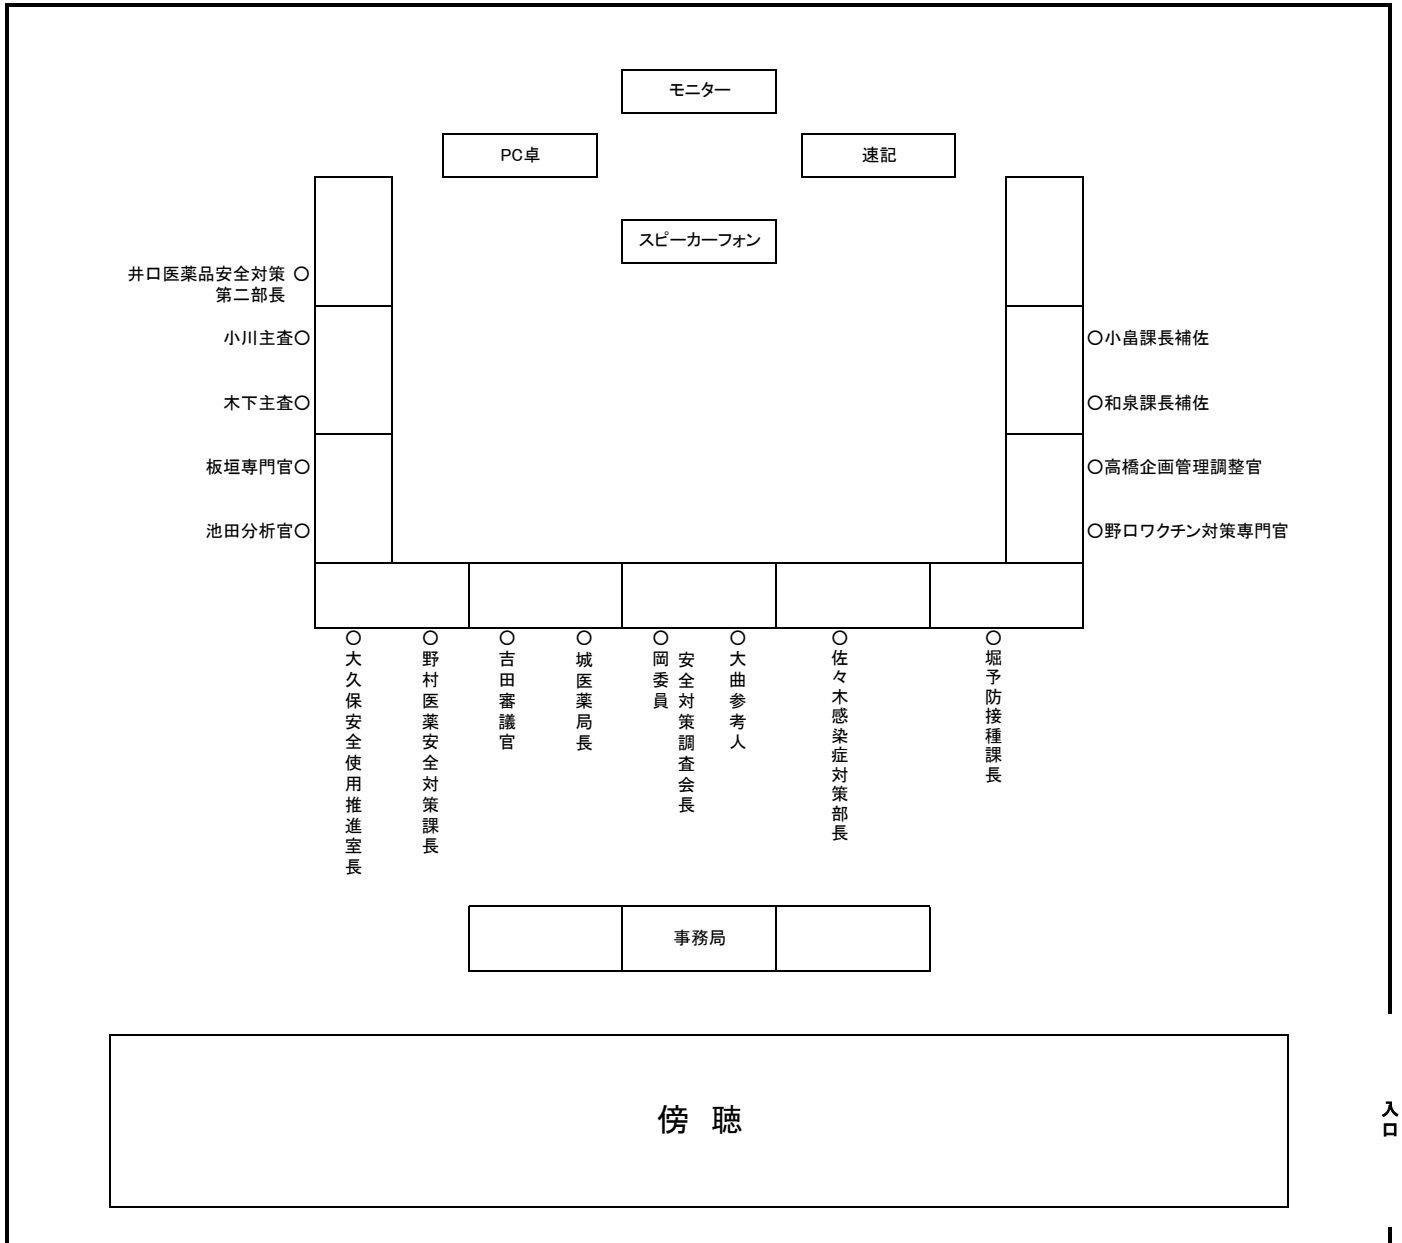 モニター
PC卓
速記
スピーカーフォン
井口医薬品安全対策 ○
第二部長
小川主査○
木下主査○
板垣専門官○
池田分析官○
○小畠課長補佐
○和泉課長補佐
○高橋企画管理調整官
○野口ワクチン対策専門官
○大久保安全使用推進室長
○野村医薬安全対策課長
○吉田審議官
○城医薬局長
○岡委員
安全対策調査会長
○大曲参考人
○佐々木感染症対策部長
○堀予防接種課長
事務局
傍 聴
入口